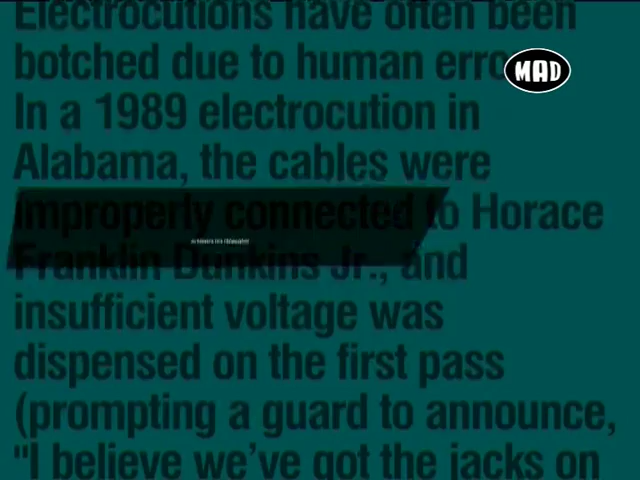 Electrocutions have often been
botched due to human erro
MAD
In a 1989 electrocution in
Alabama, the cables were
improperly connected to Horace
Franklin Dunkins Jr., and
insufficient voltage was
dispensed on the first pass
(prompting a guard to announce,
"I believe we've got the jacks on